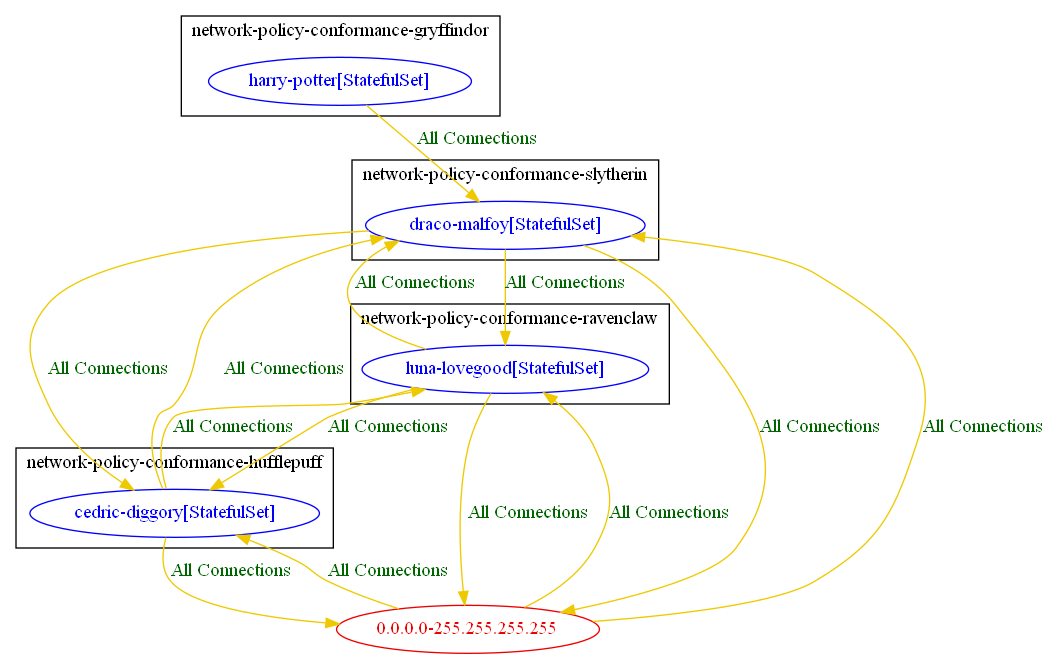 network-policy-conformance-gryffindor
harry-potter[StatefulSet]
All Connections
network-policy-conformance-slytherin
draco-malfoy[StatefulSet]
All Connections
All Connections
network-policy-conformance-ravenclaw
luna-lovegood[StatefulSet]
All Connections
All Connections
All Connections
All Connections
All Connections
All Connections
network-policy-conformance-hufflepuff
cedric-diggory[StatefulSet]
All Connections
All Connections
All Connections
All Connections
0.0.0.0-255.255.255.255